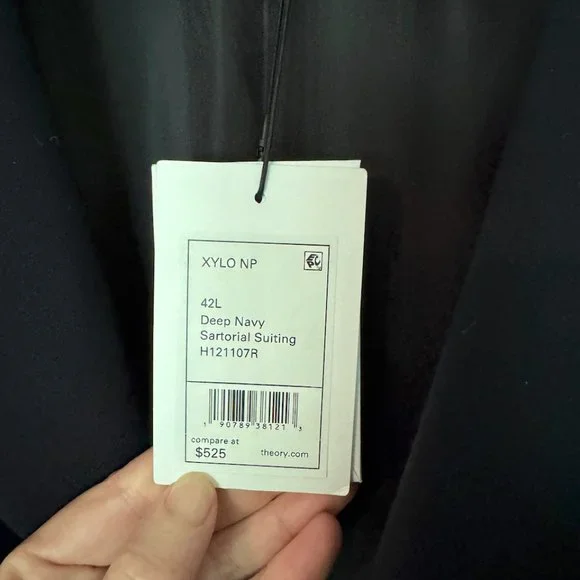 XYLO NP
42L
Deep Navy
Sartorial Suiting
H121107R
1 90789 38121 3
compare at
$525 theory.com